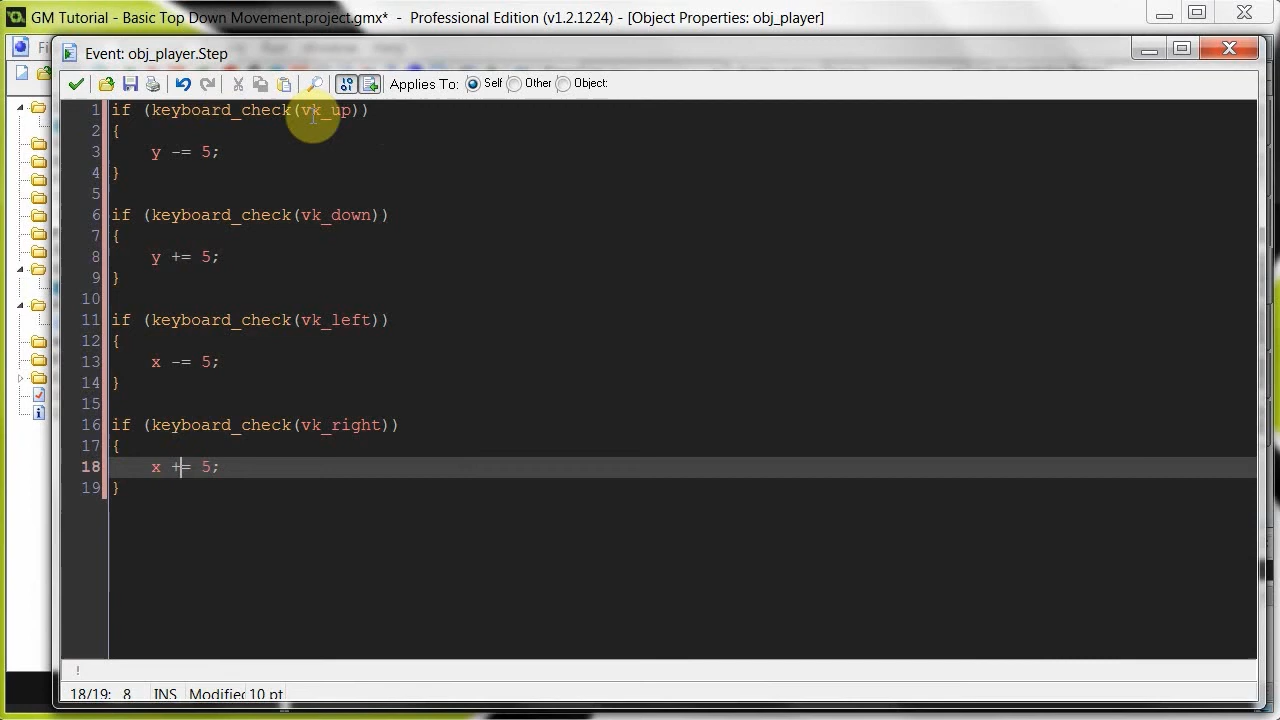 GM Tutorial - Basic Top Down Movement.project.gmx* - Professional Edition (v1.2.1224) - [Object Properties: obj_player]
Fi
Event: obj_player.Step
Applies To: Self Other Object:
1 if (keyboard_check(vk_up))
2 {
3 y -= 5;
4 }
5
6 if (keyboard_check(vk_down))
7 {
8 y += 5;
9 }
10
11 if (keyboard_check(vk_left))
12 {
13 x -= 5;
14 }
15
16 if (keyboard_check(vk_right))
17 {
18 x += 5;
19 }
!
18/19: 8 INS Modified 10 pt